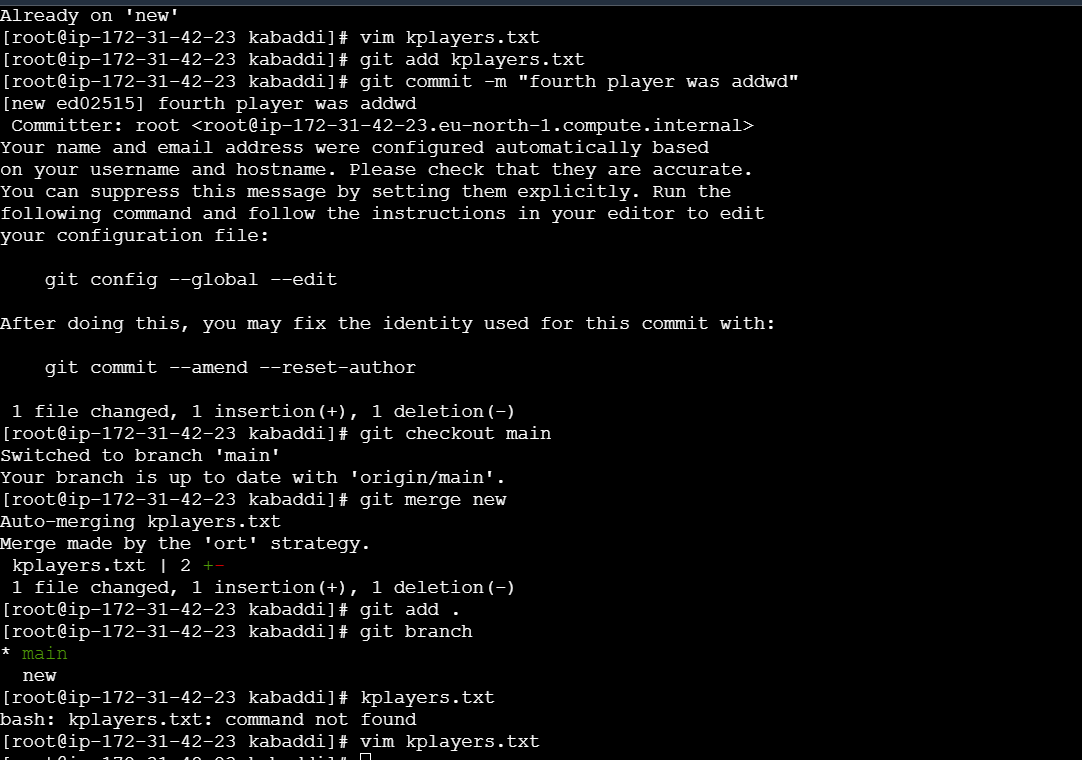 Already on 'new'
[root@ip-172-31-42-23 kabaddi]# vim kplayers.txt
[root@ip-172-31-42-23 kabaddi]# git add kplayers.txt
[root@ip-172-31-42-23 kabaddi]# git commit -m "fourth player was addwd"
[new ed02515] fourth player was addwd
 Committer: root <root@ip-172-31-42-23.eu-north-1.compute.internal>
Your name and email address were configured automatically based
on your username and hostname. Please check that they are accurate.
You can suppress this message by setting them explicitly. Run the
following command and follow the instructions in your editor to edit
your configuration file:

    git config --global --edit

After doing this, you may fix the identity used for this commit with:

    git commit --amend --reset-author

 1 file changed, 1 insertion(+), 1 deletion(-)
[root@ip-172-31-42-23 kabaddi]# git checkout main
Switched to branch 'main'
Your branch is up to date with 'origin/main'.
[root@ip-172-31-42-23 kabaddi]# git merge new
Auto-merging kplayers.txt
Merge made by the 'ort' strategy.
 kplayers.txt | 2 +-
 1 file changed, 1 insertion(+), 1 deletion(-)
[root@ip-172-31-42-23 kabaddi]# git add .
[root@ip-172-31-42-23 kabaddi]# git branch
* main
  new
[root@ip-172-31-42-23 kabaddi]# kplayers.txt
bash: kplayers.txt: command not found
[root@ip-172-31-42-23 kabaddi]# vim kplayers.txt